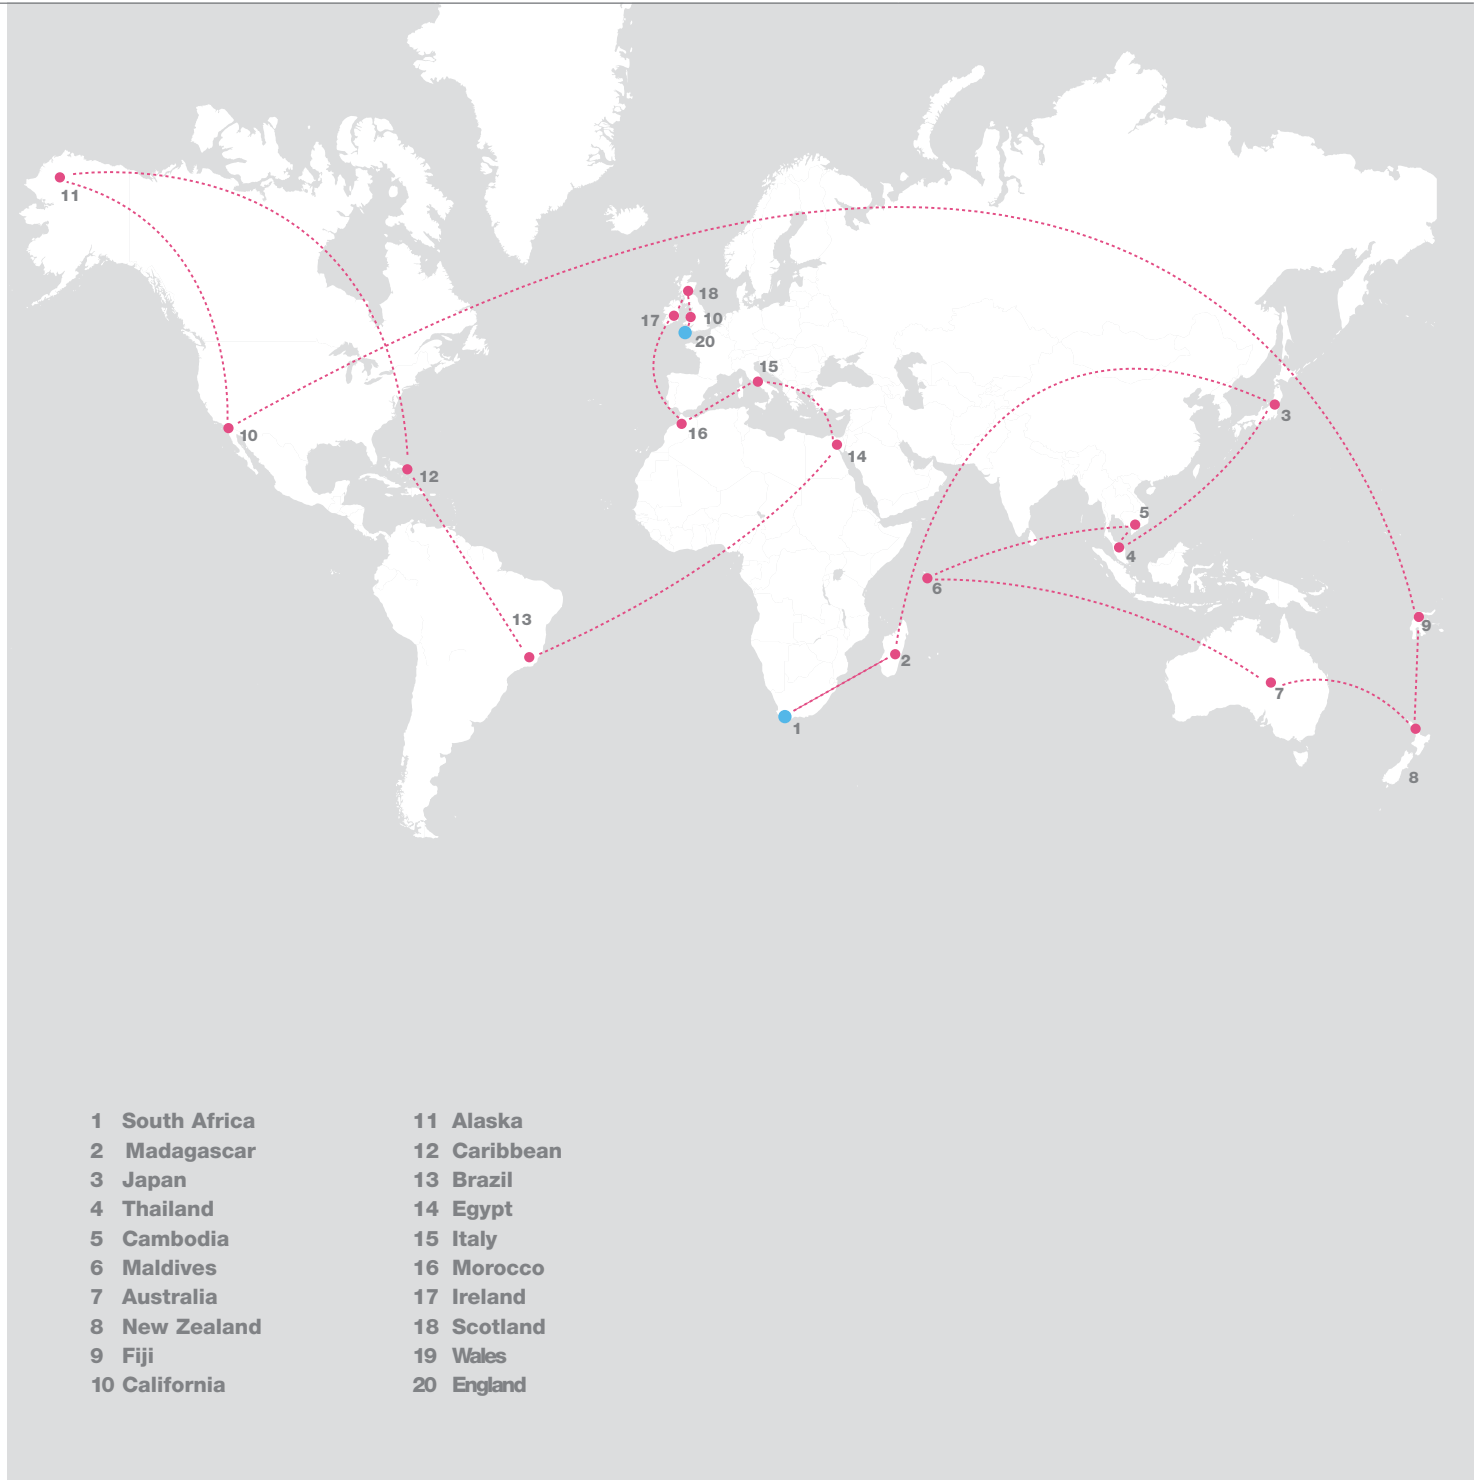 11
18
17
10
20
15
3
10
16
12
14
5
4
6
13
9
2
7
1
8
1 South Africa
2 Madagascar
3 Japan
4 Thailand
5 Cambodia
6 Maldives
7 Australia
8 New Zealand
9 Fiji
10 California
11 Alaska
12 Caribbean
13 Brazil
14 Egypt
15 Italy
16 Morocco
17 Ireland
18 Scotland
19 Wales
20 England